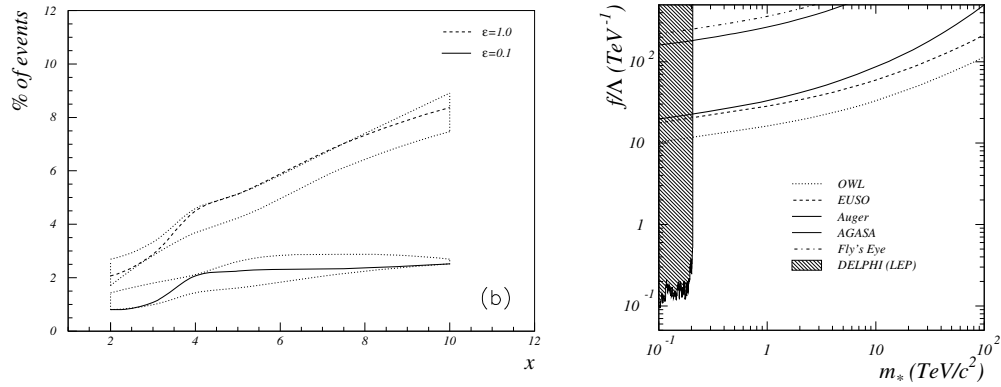 % of events
12
10
8
6
4
2
0
2
4
6
8
10
12
x
ε=1.0
ε=0.1
(b)
f/Λ (TeV⁻¹)
10²
10
1
10⁻¹
10⁻¹
1
10
10²
m* (TeV/c²)
OWL
EUSO
Auger
AGASA
Fly's Eye
DELPHI (LEP)